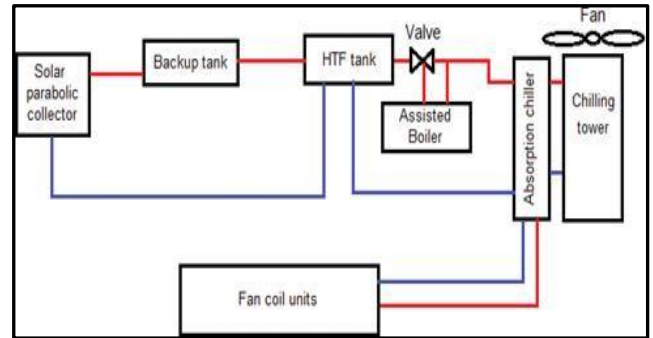 Fan
Solar
parabolic
collector
Backup tank
HTF tank
Valve
Assisted
Boiler
Absorption chiller
Chilling
tower
Fan coil units